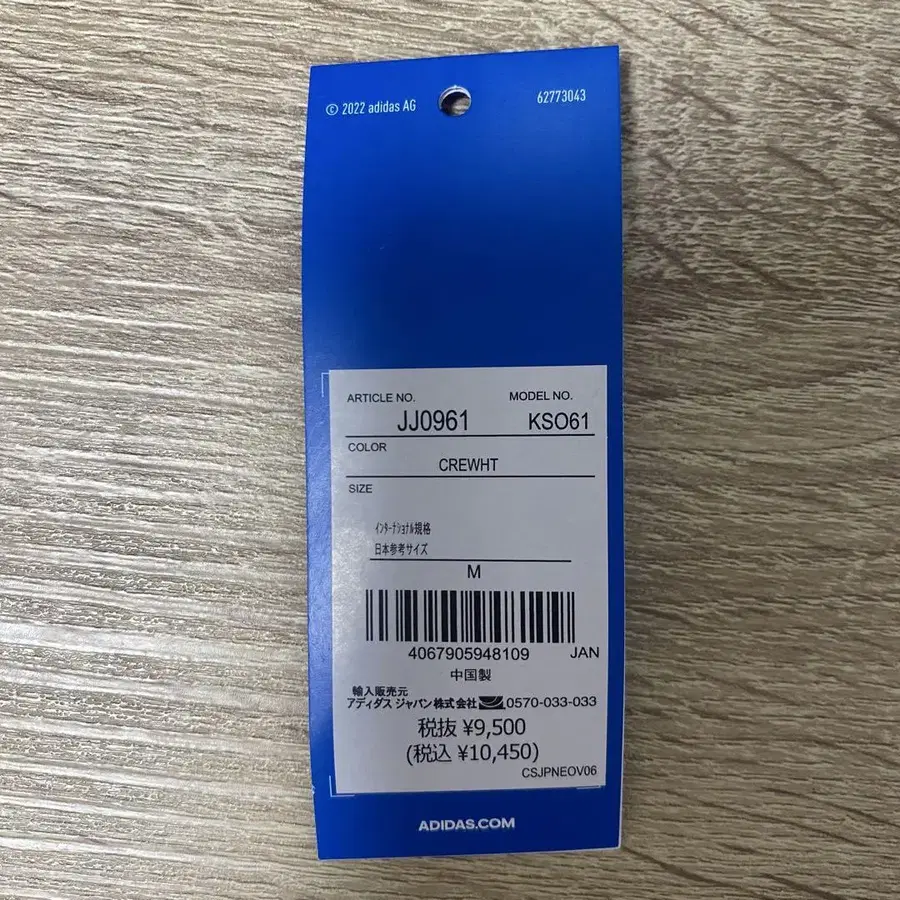 © 2022 adidas AG
62773043
ARTICLE NO.
MODEL NO.
JJ0961
KSO61
COLOR
CREWHT
SIZE
ｲﾝﾀｰﾅｼｮﾅﾙ規格
日本参考サイズ
M
4067905948109 JAN
中国製
輸入販売元
アディダス ジャパン株式会社 0570-033-033
税抜 ¥9,500
(税込 ¥10,450)
CSJPNEOV06
ADIDAS.COM